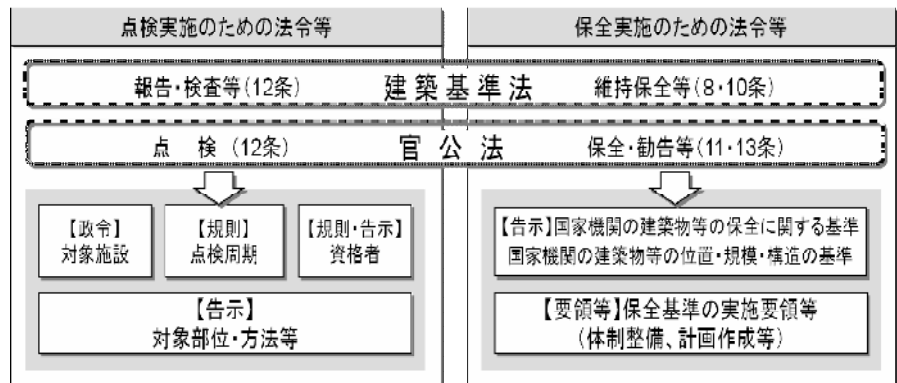 点検実施のための法令等
保全実施のための法令等
報告・検査等(12条) 建築基準法 維持保全等(8・10条)
点 検 (12条) 官公法 保全・勧告等(11・13条)
【政令】
対象施設
【規則】
点検周期
【規則・告示】
資格者
【告示】
対象部位・方法等
【告示】国家機関の建築物等の保全に関する基準
国家機関の建築物等の位置・規模・構造の基準
【要領等】保全基準の実施要領等
(体制整備、計画作成等)